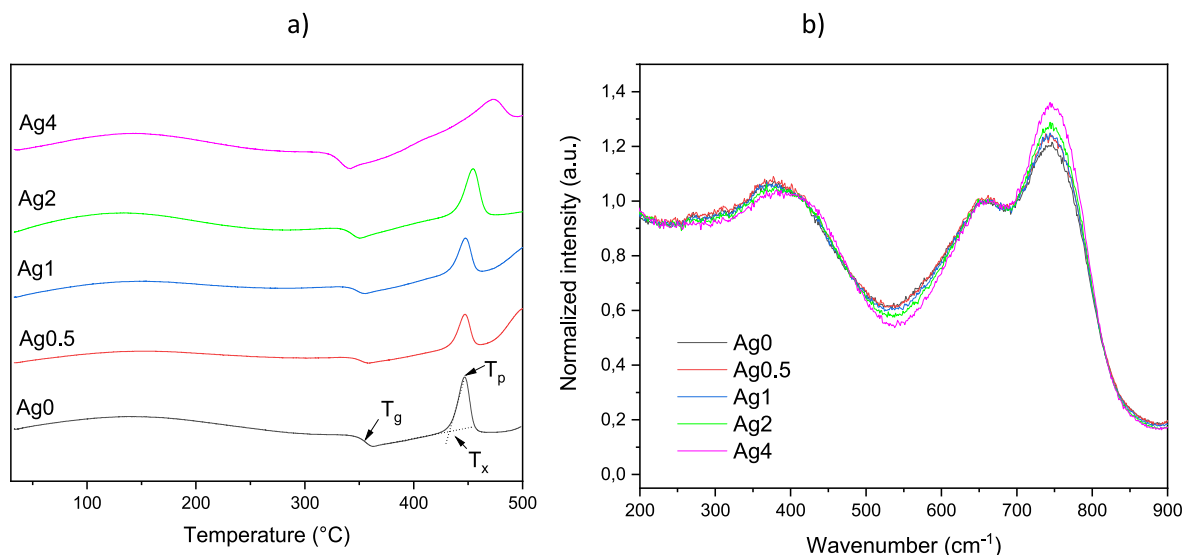 a)
Ag4
Ag2
Ag1
Ag0.5
Ag0
Tg
Tp
Tx
100 200 300 400 500
Temperature (°C)
b)
1,4
1,2
1,0
0,8
0,6
0,4
0,2
0,0
Normalized intensity (a.u.)
Ag0
Ag0.5
Ag1
Ag2
Ag4
200 300 400 500 600 700 800 900
Wavenumber (cm-1)